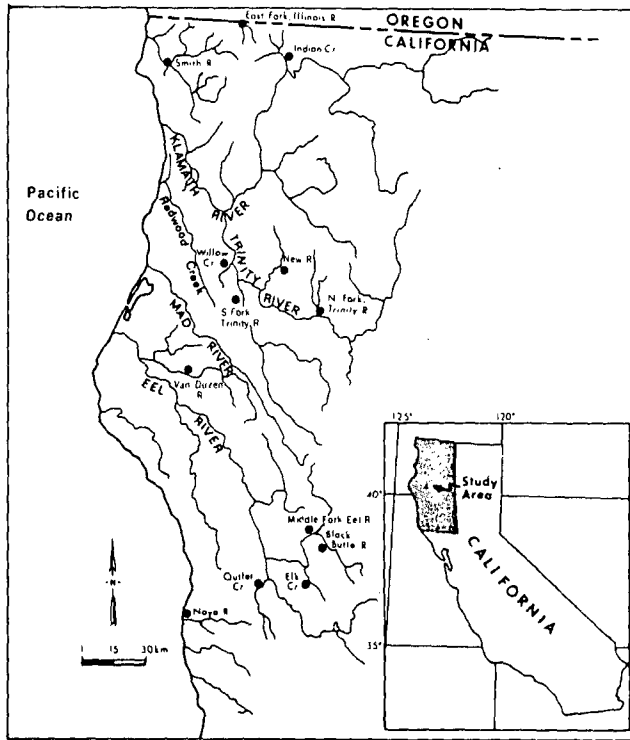 East Fork, Illinois R
OREGON
CALIFORNIA
Indian Cr
Smith R
KLAMATH RIVER
Pacific
Ocean
Redwood Creek
Willow
Cr
TRINITY RIVER
New R
N Fork,
Trinity R
S Fork
Trinity R
MAD RIVER
Van Duzen
R
EEL RIVER
Middle Fork Eel R
Black
Butte R
Outlet
Cr
Elk
Cr
Noyo R
N
1 15 30 km
125°
120°
40°
35°
Study
Area
CALIFORNIA